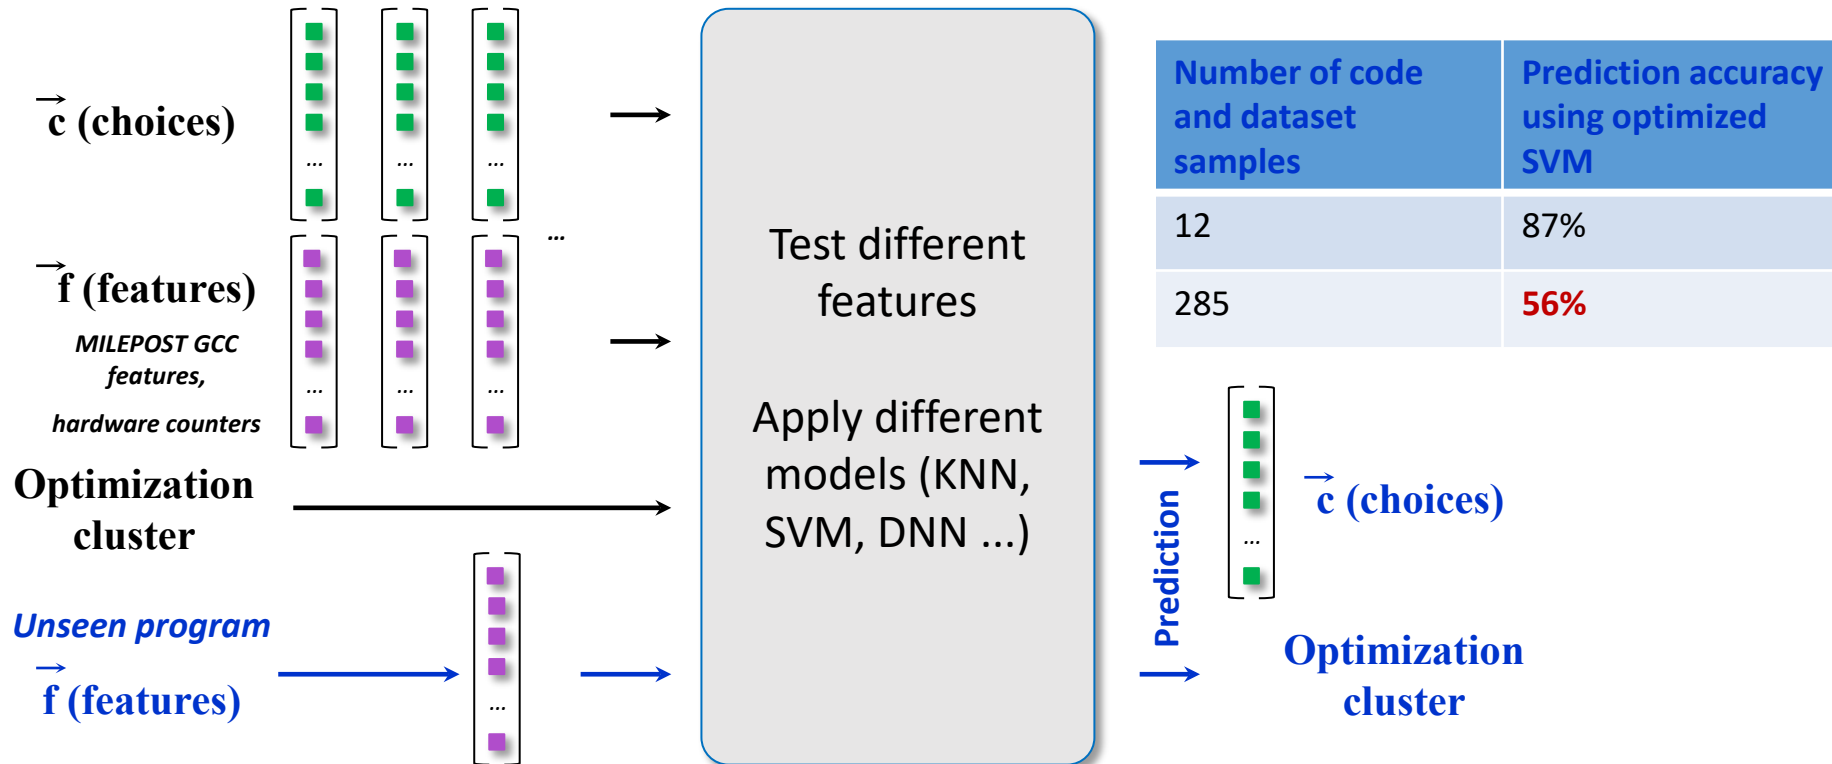 c (choices)
...
...
...
...
f (features)
MILEPOST GCC
features,
hardware counters
...
...
...
Optimization
cluster
Unseen program
f (features)
...
Test different
features
Apply different
models (KNN,
SVM, DNN ...)
Number of code
and dataset
samples
Prediction accuracy
using optimized
SVM
12
87%
285
56%
Prediction
...
c (choices)
Optimization
cluster